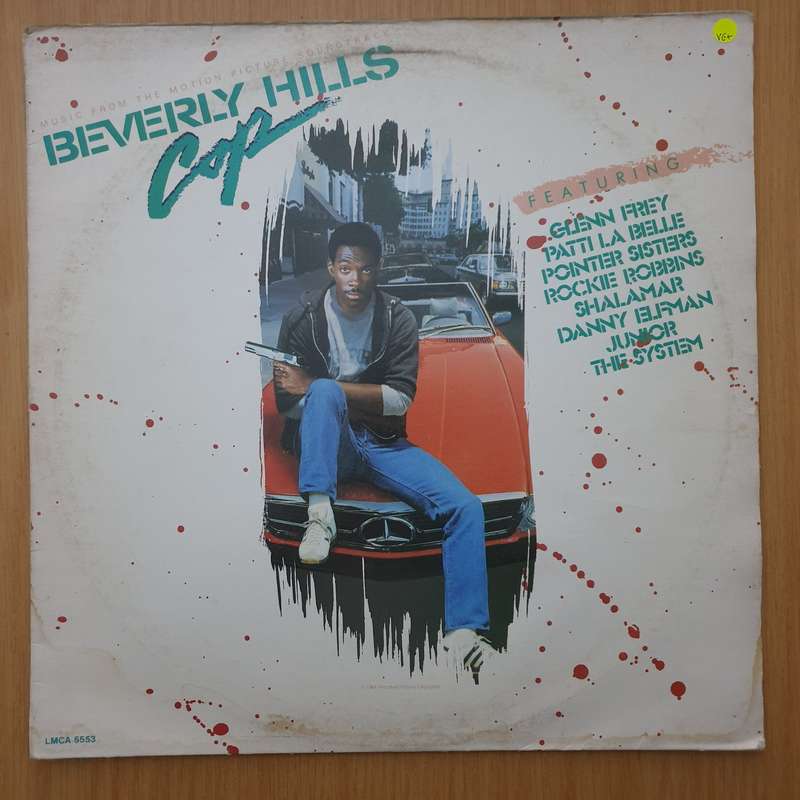 VG+
MUSIC FROM THE MOTION PICTURE SOUNDTRACK
BEVERLY HILLS
Cop
FEATURING
GLENN FREY
PATTI LA BELLE
POINTER SISTERS
ROCKIE ROBBINS
SHALAMAR
DANNY ELFMAN
JUNIOR
THE SYSTEM
LMCA 5553